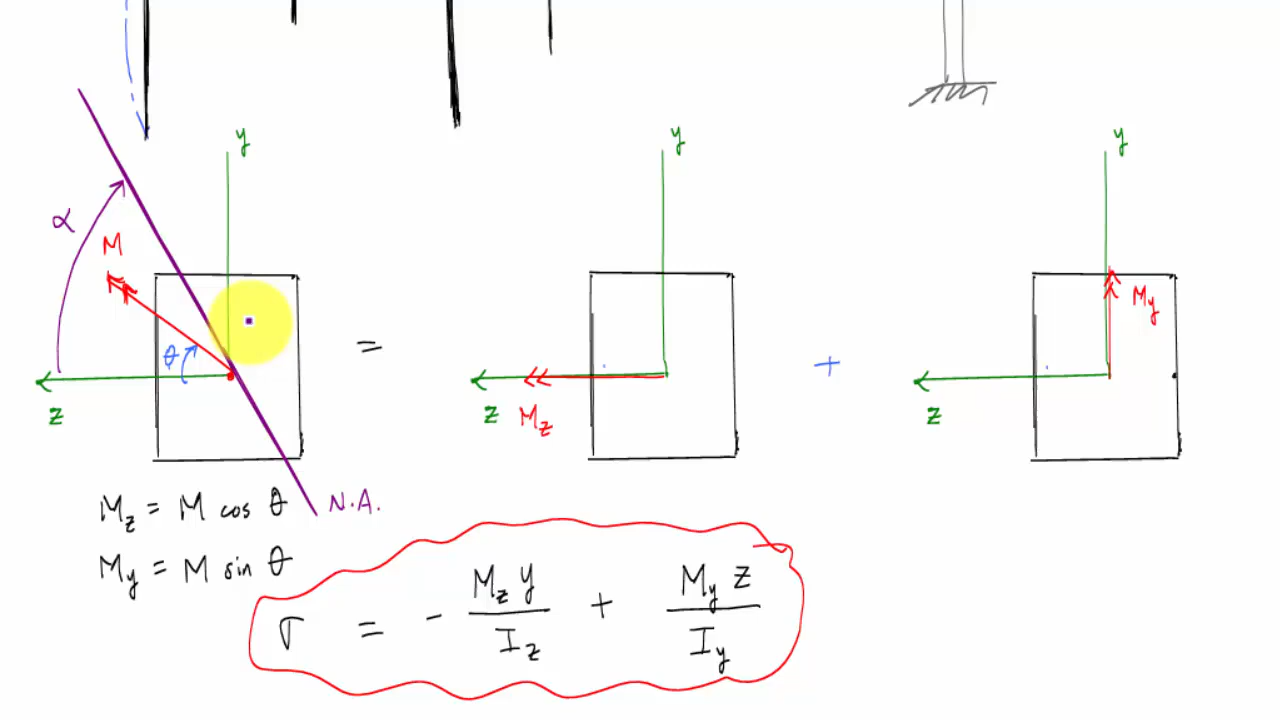 y y y
α
M
M_y
θ = +
z z M_z z
M_z = M cos θ N.A.
M_y = M sin θ
σ = - M_z y / I_z + M_y z / I_y